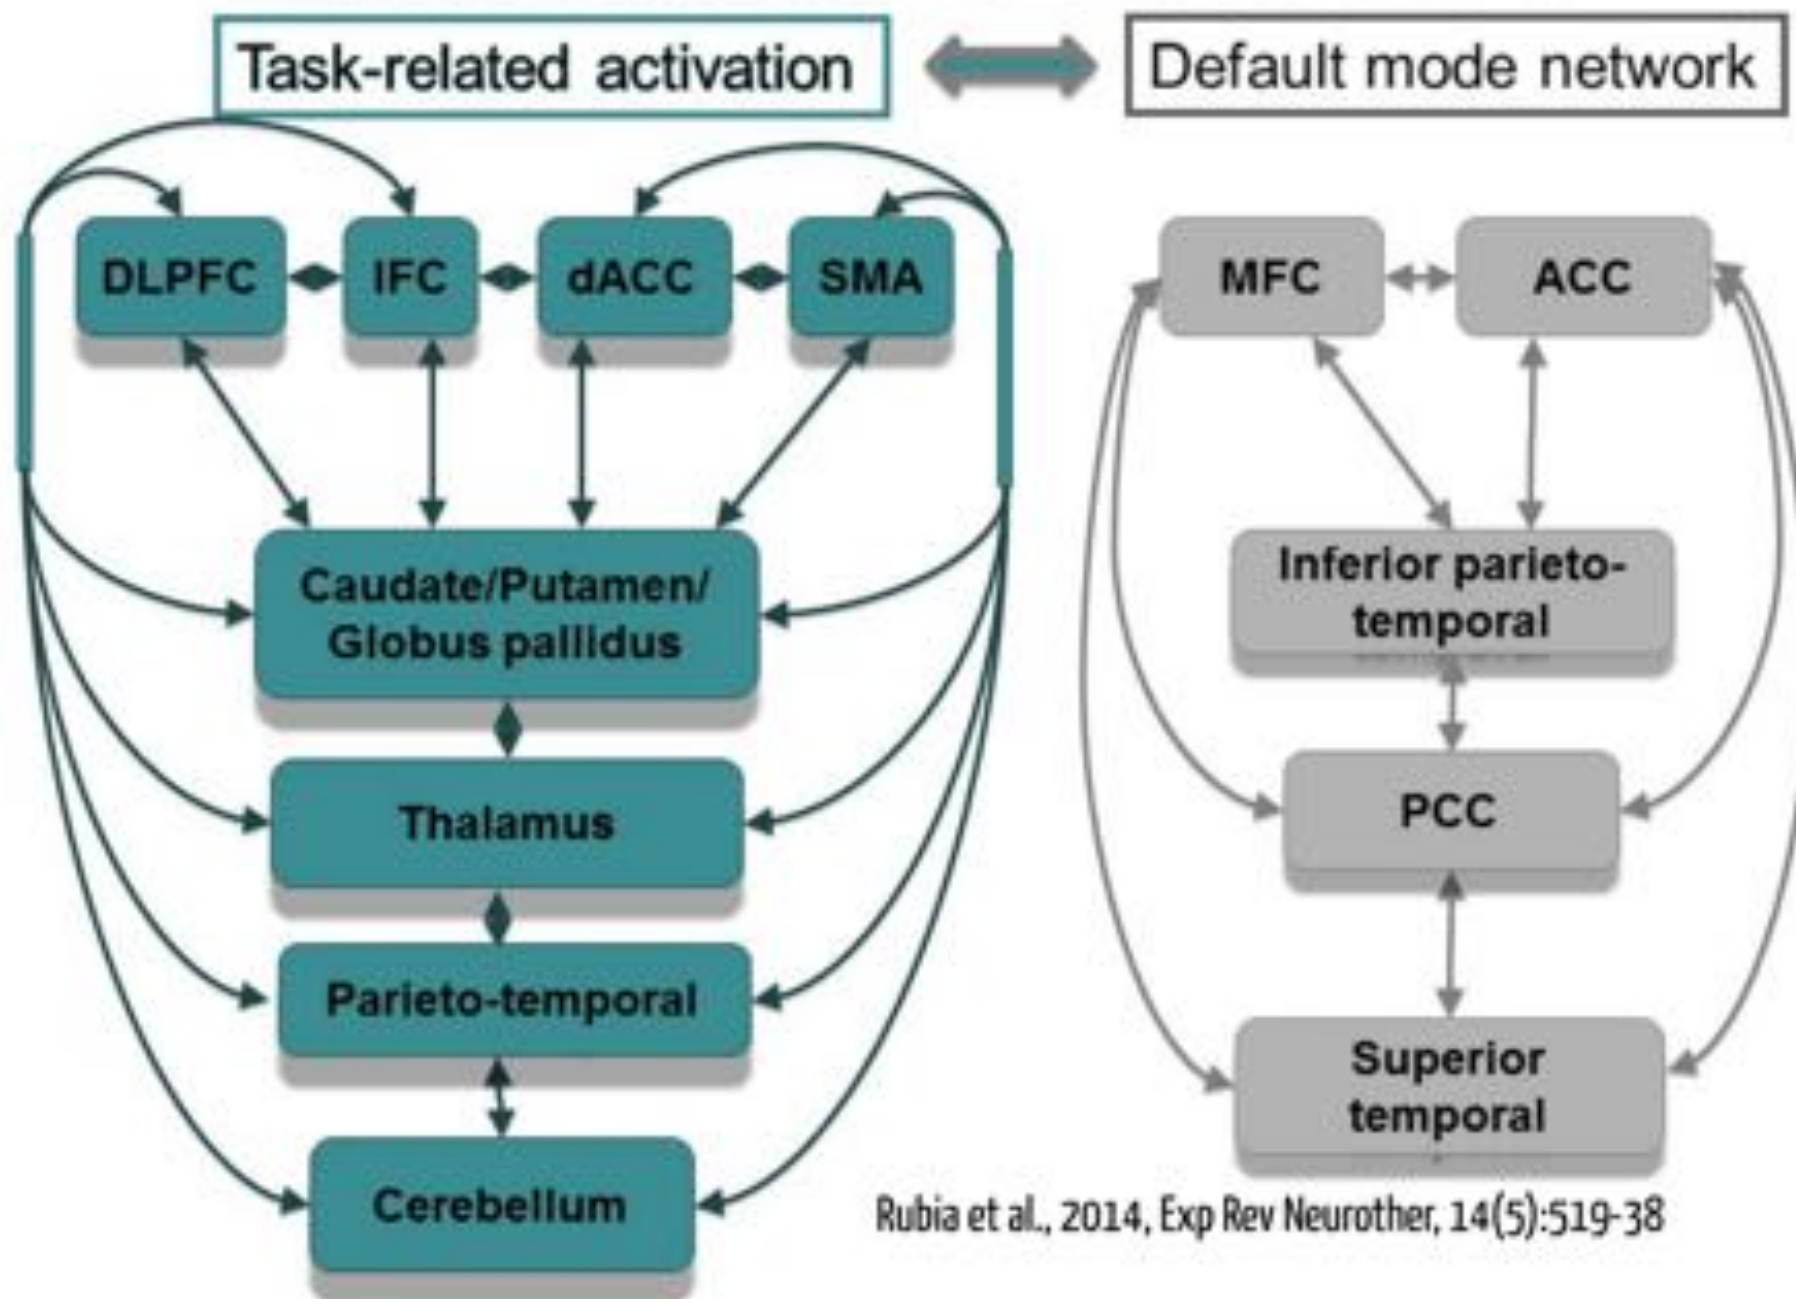 Task-related activation
Default mode network
DLPFC
IFC
dACC
SMA
MFC
ACC
Caudate/Putamen/
Globus pallidus
Inferior parieto-
temporal
Thalamus
PCC
Parieto-temporal
Superior
temporal
Cerebellum
Rubia et al., 2014, Exp Rev Neurother, 14(5):519-38